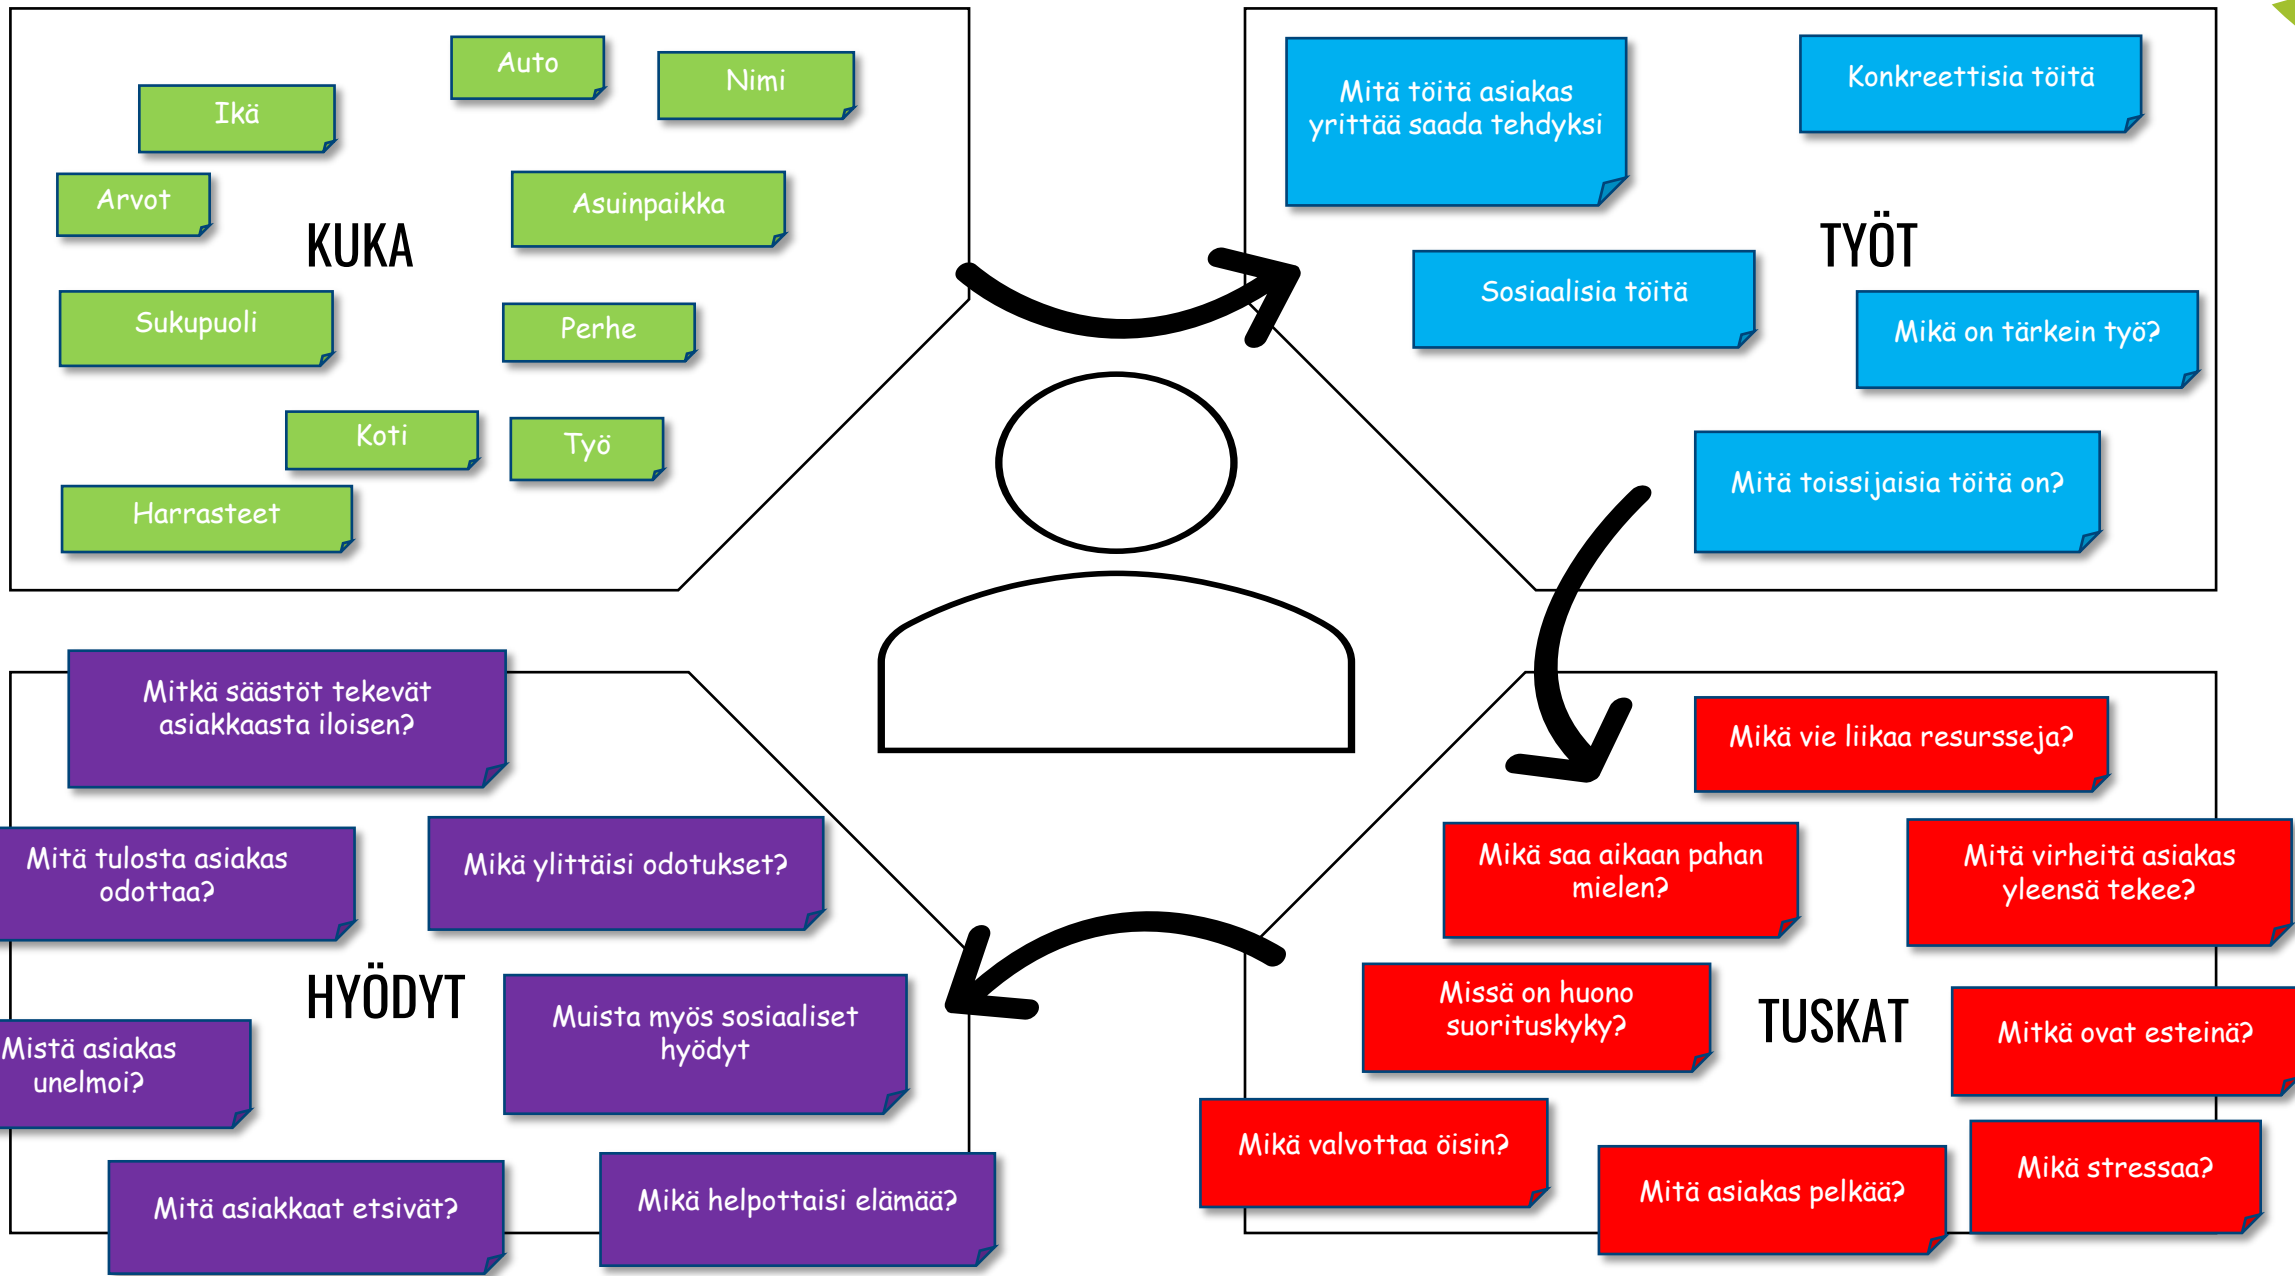 Auto
Nimi
Ikä
Arvot
Asuinpaikka
KUKA
Sukupuoli
Perhe
Koti
Työ
Harrasteet
Mitä töitä asiakas
yrittää saada tehdyksi
Konkreettisia töitä
TYÖT
Sosiaalisia töitä
Mikä on tärkein työ?
Mitä toissijaisia töitä on?
Mikä vie liikaa resursseja?
Mikä saa aikaan pahan
mielen?
Mitä virheitä asiakas
yleensä tekee?
Missä on huono
suorituskyky?
TUSKAT
Mitkä ovat esteinä?
Mikä valvottaa öisin?
Mitä asiakas pelkää?
Mikä stressaa?
Mitkä säästöt tekevät
asiakkaasta iloisen?
Mitä tulosta asiakas
odottaa?
Mikä ylittäisi odotukset?
HYÖDYT
Muista myös sosiaaliset
hyödyt
Mistä asiakas
unelmoi?
Mitä asiakkaat etsivät?
Mikä helpottaisi elämää?